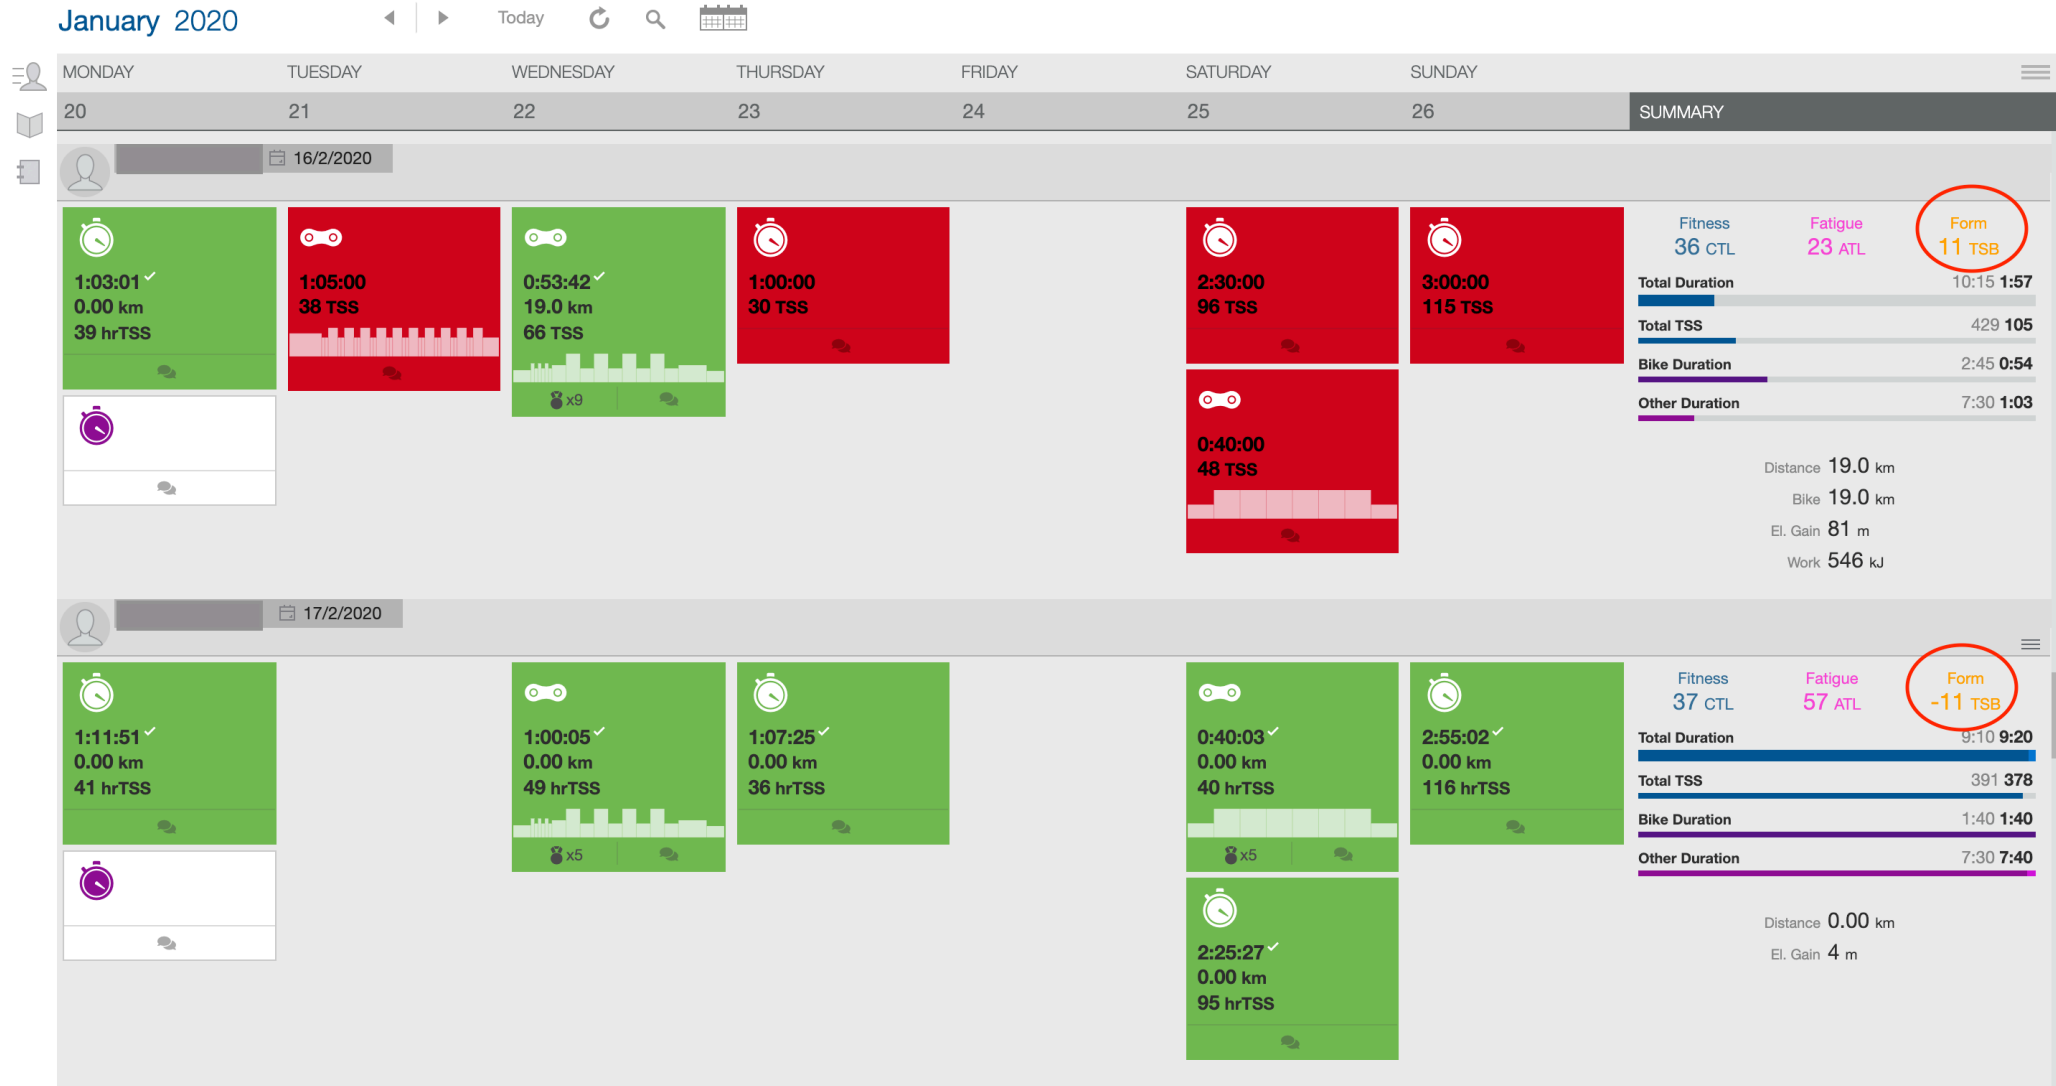 January 2020
Today
MONDAY TUESDAY WEDNESDAY THURSDAY FRIDAY SATURDAY SUNDAY
20 21 22 23 24 25 26 SUMMARY
16/2/2020
1:03:01
0.00 km
39 hrTSS
1:05:00
38 TSS
0:53:42
19.0 km
66 TSS
x9
1:00:00
30 TSS
2:30:00
96 TSS
0:40:00
48 TSS
3:00:00
115 TSS
Fitness Fatigue Form
36 CTL 23 ATL 11 TSB
Total Duration 10:15 1:57
Total TSS 429 105
Bike Duration 2:45 0:54
Other Duration 7:30 1:03
Distance 19.0 km
Bike 19.0 km
El. Gain 81 m
Work 546 kJ
17/2/2020
1:11:51
0.00 km
41 hrTSS
1:00:05
0.00 km
49 hrTSS
x5
1:07:25
0.00 km
36 hrTSS
0:40:03
0.00 km
40 hrTSS
x5
2:25:27
0.00 km
95 hrTSS
2:55:02
0.00 km
116 hrTSS
Fitness Fatigue Form
37 CTL 57 ATL -11 TSB
Total Duration 9:10 9:20
Total TSS 391 378
Bike Duration 1:40 1:40
Other Duration 7:30 7:40
Distance 0.00 km
El. Gain 4 m